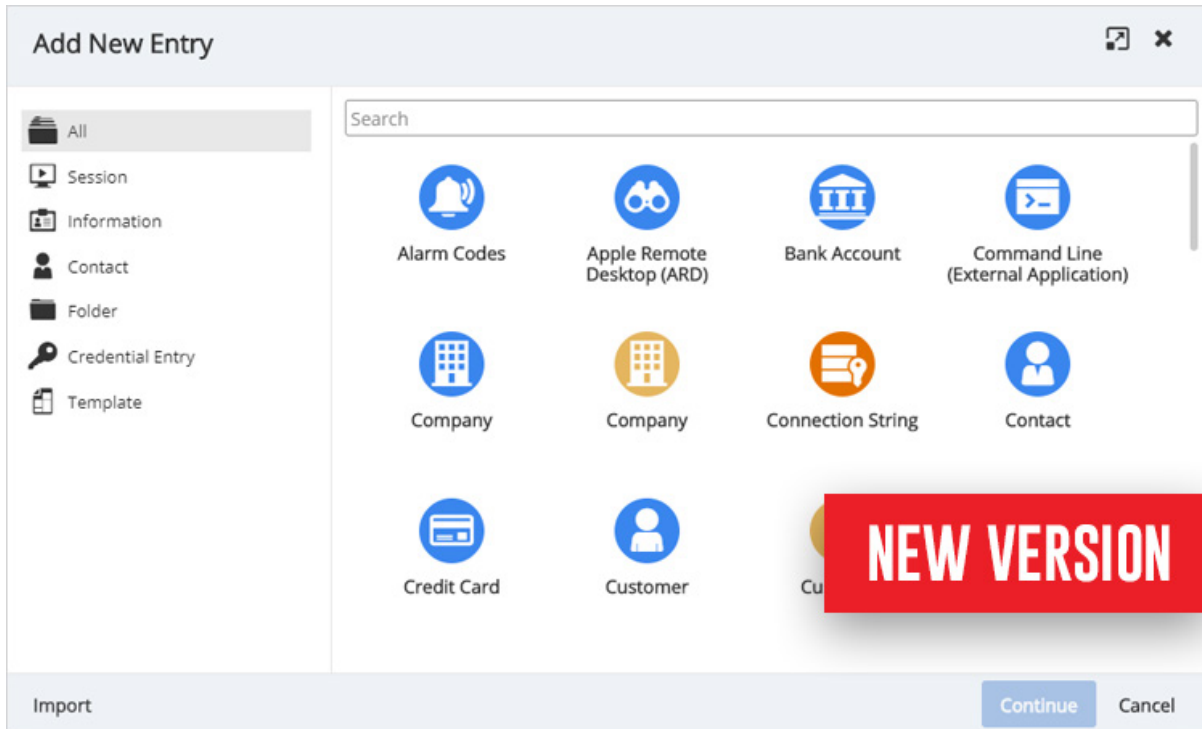 Add New Entry
All
Session
Information
Contact
Folder
Credential Entry
Template
Search
Alarm Codes
Apple Remote
Desktop (ARD)
Bank Account
Command Line
(External Application)
Company
Company
Connection String
Contact
Credit Card
Customer
NEW VERSION
Import
Continue
Cancel